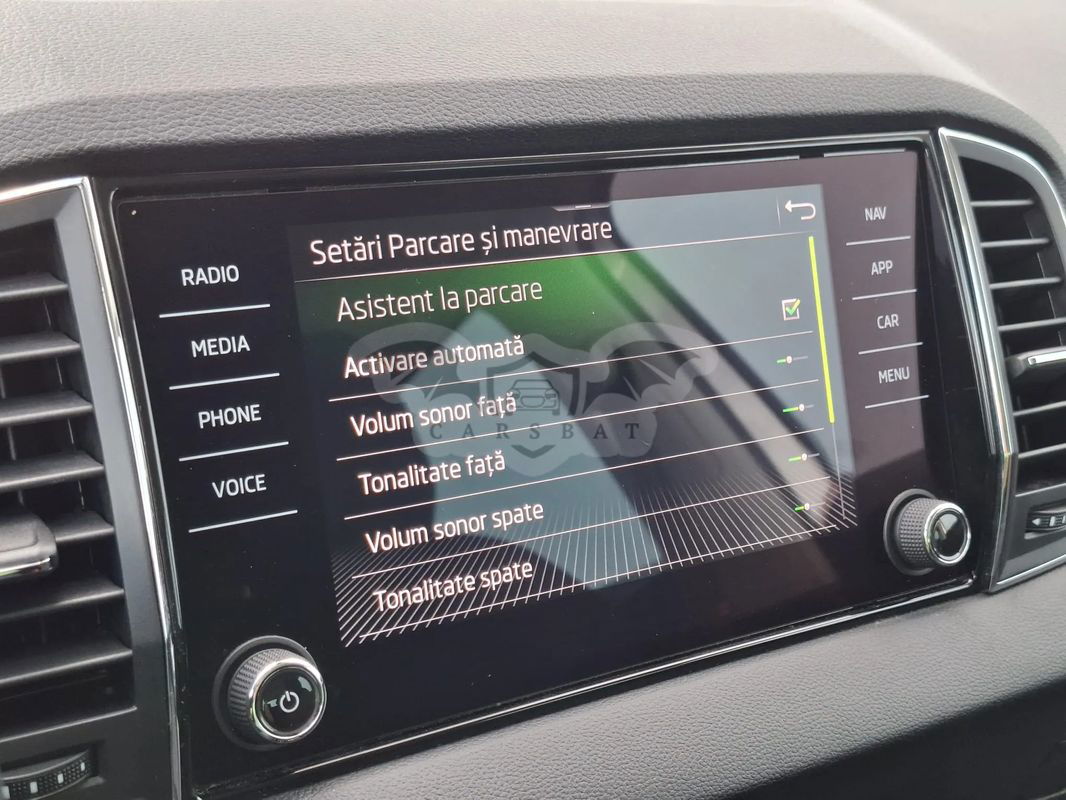 RADIO
MEDIA
PHONE
VOICE
Setări Parcare și manevrare
Asistent la parcare
Activare automată
Volum sonor față
CARSBAT
Tonalitate față
Volum sonor spate
Tonalitate spate
NAV
APP
CAR
MENU